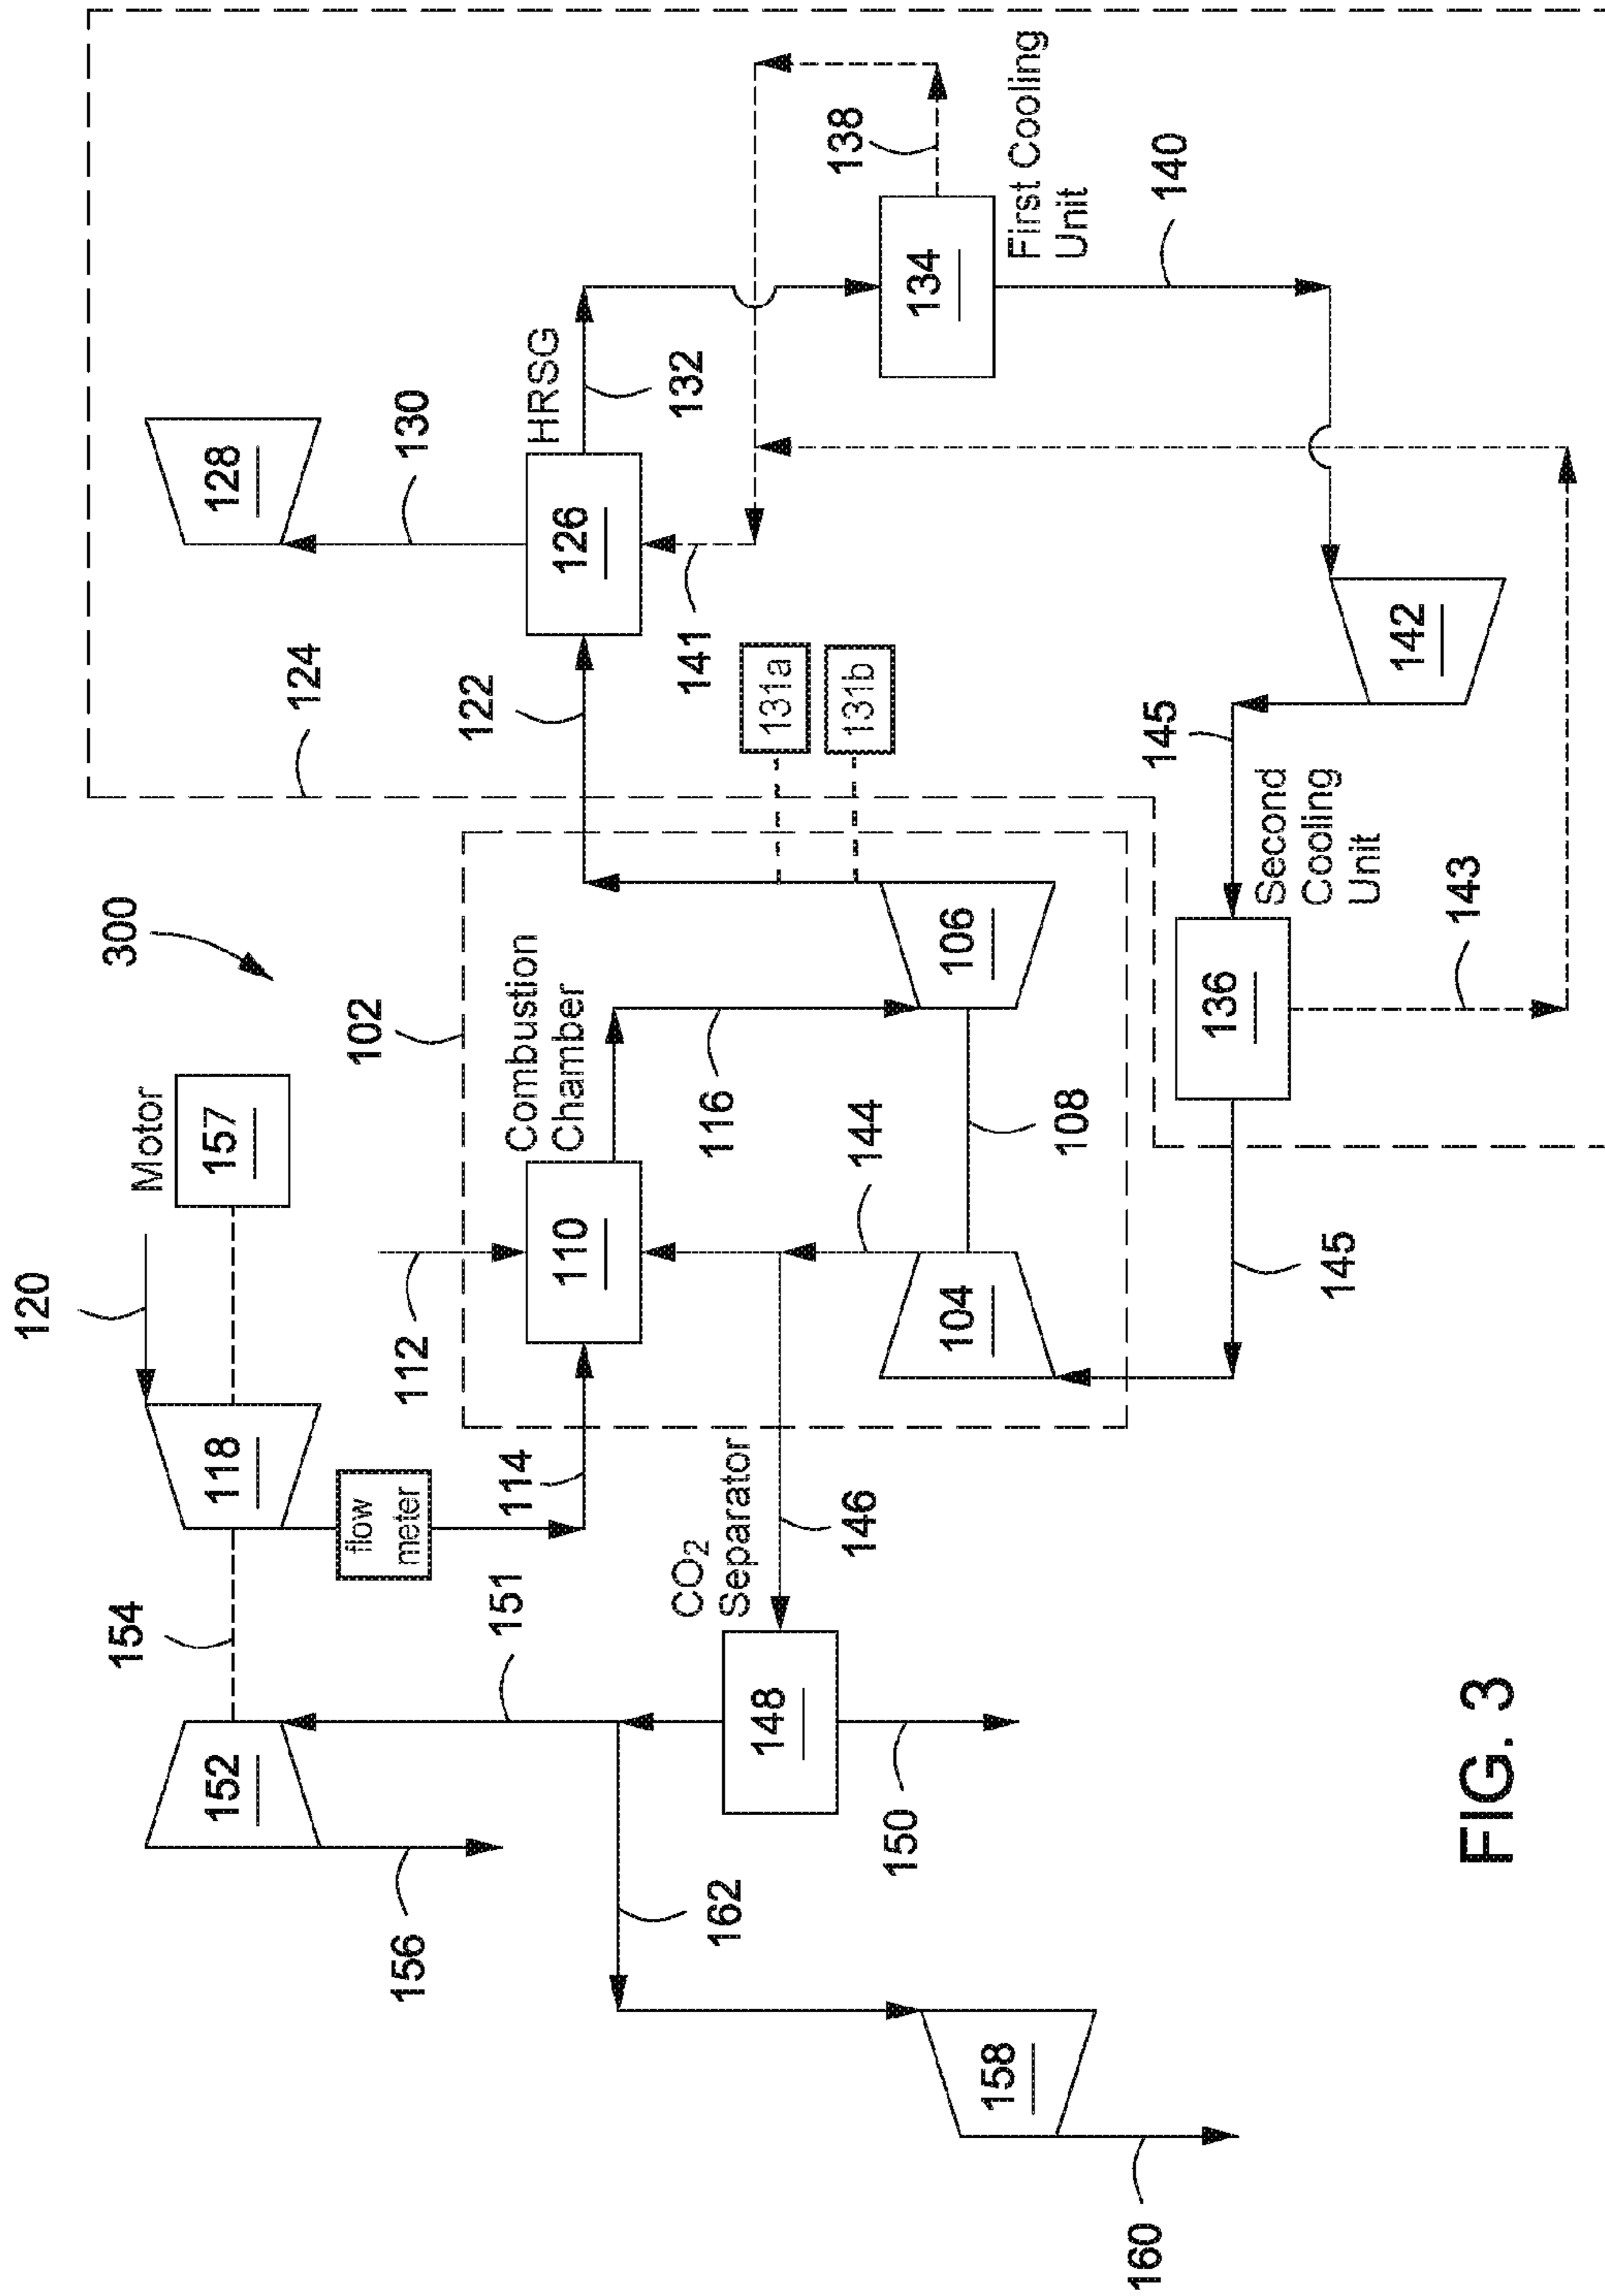 300
124
128
130
HRSG
126
132
138
134
First Cooling
Unit
140
122
141
131a
131b
142
145
Second
Cooling
Unit
136
143
145
102
Combustion
Chamber
110
116
106
108
144
104
112
114
146
120
Motor
157
118
flow
meter
154
152
156
151
CO₂
Separator
148
150
162
158
160
FIG. 3